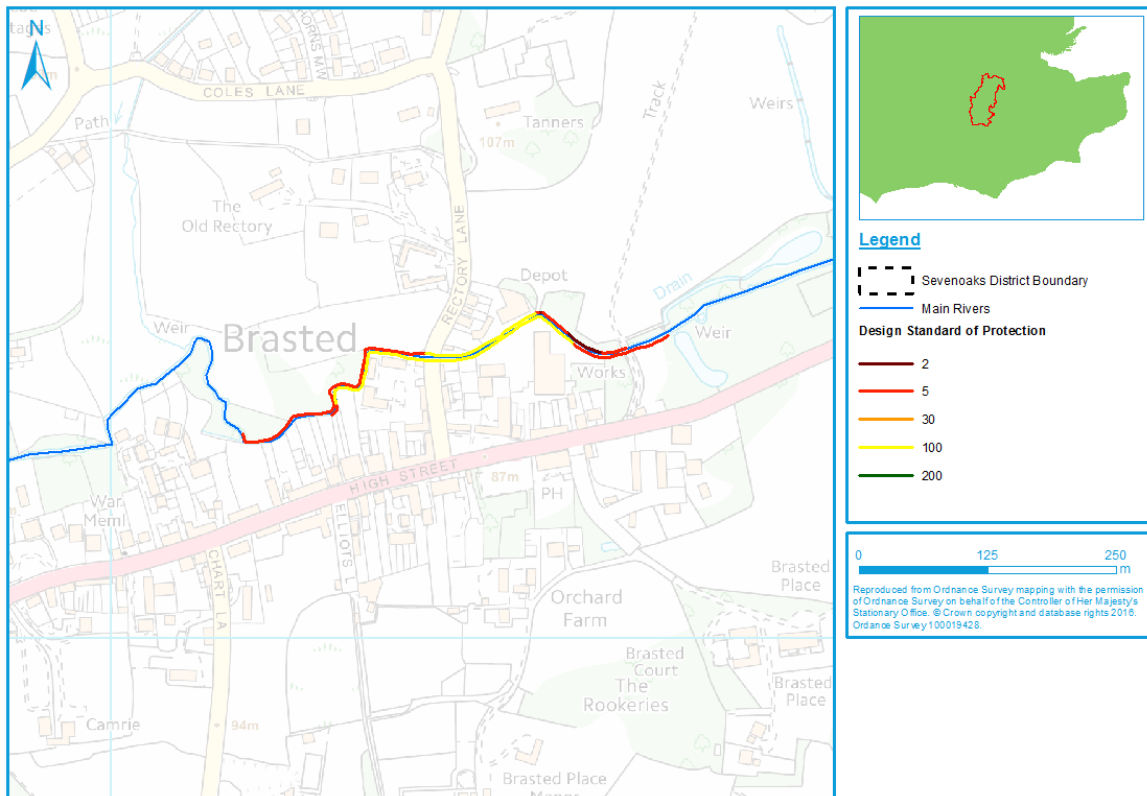 N
COLES LANE
Path
Tanners
107m
Track
Weirs
The
Old Rectory
RECTORY LANE
Depot
Drain
Weir
Brasted
Weir
Works
HIGH STREET
87m
PH
War
Meml
ELLIOTS L
CHART LA
Orchard
Farm
Brasted
Place
Brasted
Court
The
Rookeries
Brasted
Place
94m
Camrie
Brasted Place
Legend
Sevenoaks District Boundary
Main Rivers
Design Standard of Protection
2
5
30
100
200
0 125 250
m
Reproduced from Ordnance Survey mapping with the permission
of Ordnance Survey on behalf of the Controller of Her Majesty's
Stationary Office. © Crown copyright and database rights 2016.
Ordance Survey 100019428.